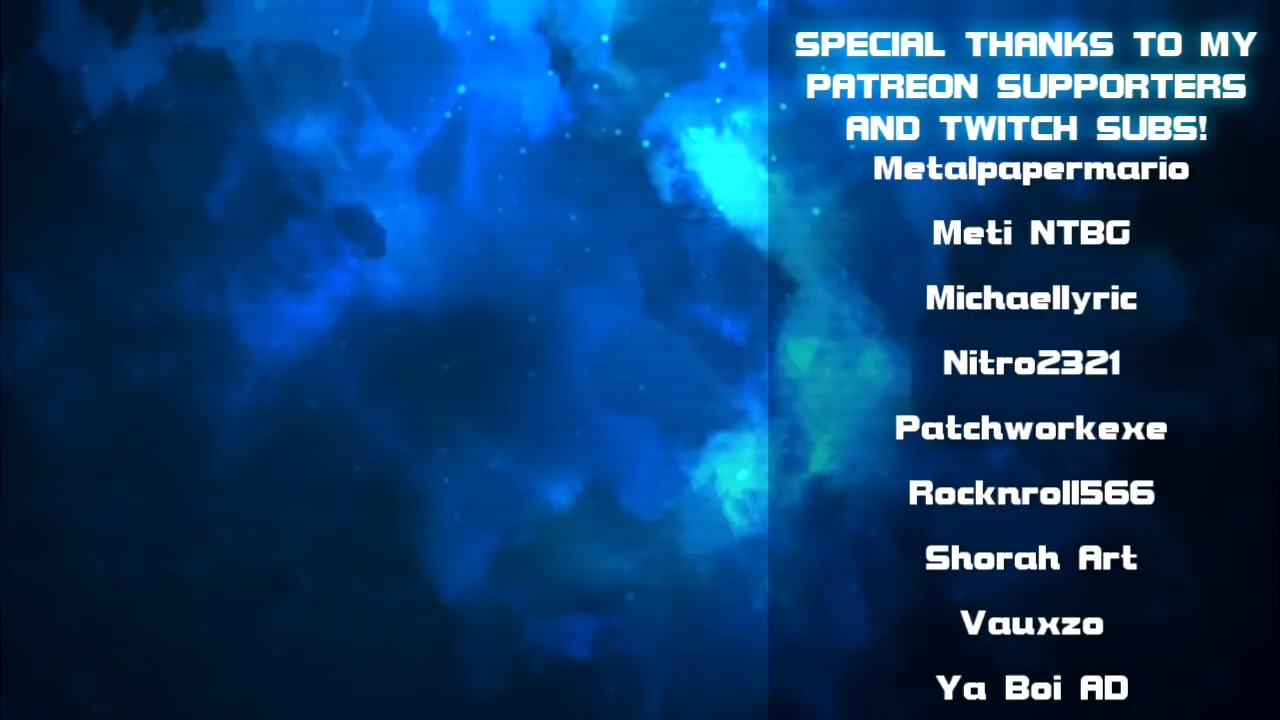 SPECIAL THANKS TO MY
PATREON SUPPORTERS
AND TWITCH SUBS!
Metalpapermario
Meti NTBG
Michaellyric
Nitro2321
Patchworkexe
Rocknroll566
Shorah Art
Vauxzo
Ya Boi AD